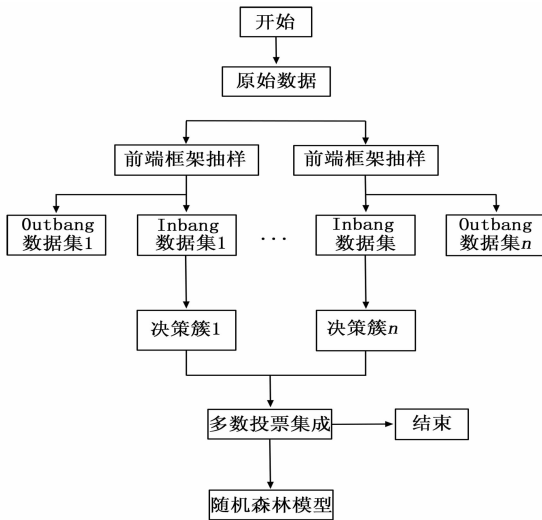 开始
原始数据
前端框架抽样
前端框架抽样
Outbang
数据集1
Inbang
数据集1
...
Inbang
数据集
Outbang
数据集n
决策簇1
决策簇n
多数投票集成
结束
随机森林模型